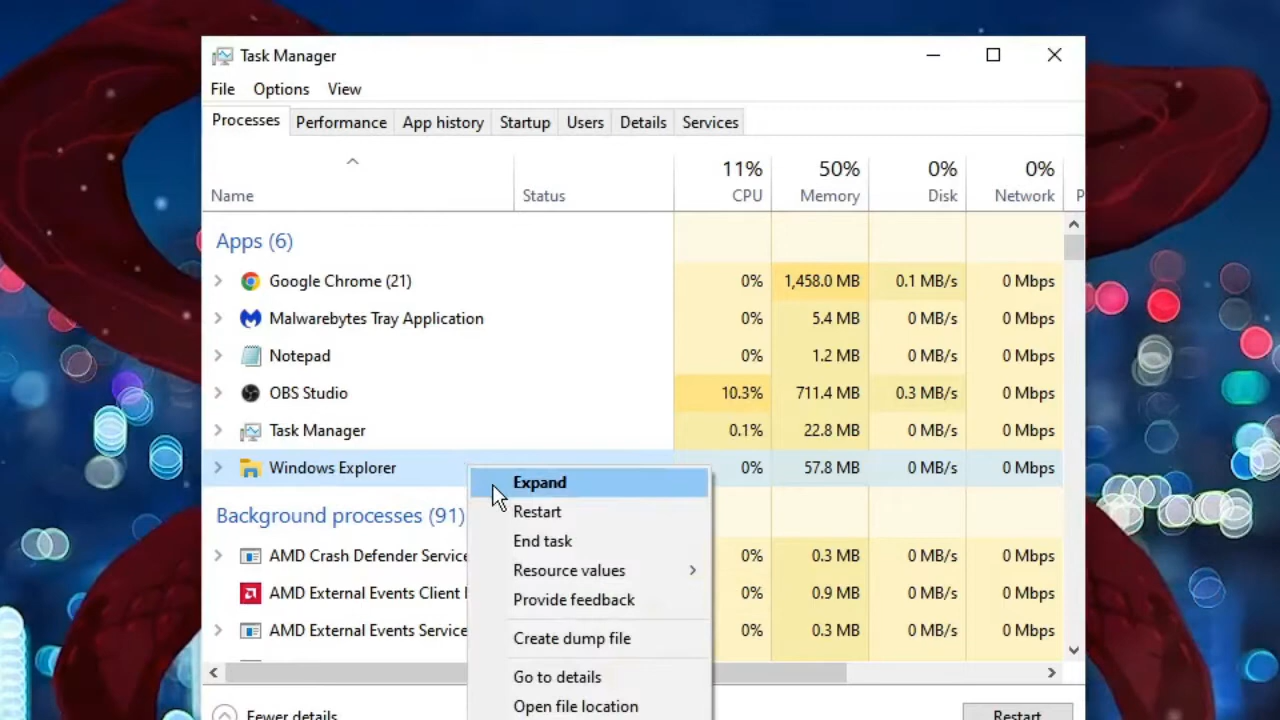 Task Manager
File Options View
Processes Performance App history Startup Users Details Services
11% 50% 0% 0%
Name Status CPU Memory Disk Network P
Apps (6)
Google Chrome (21) 0% 1,458.0 MB 0.1 MB/s 0 Mbps
Malwarebytes Tray Application 0% 5.4 MB 0 MB/s 0 Mbps
Notepad 0% 1.2 MB 0 MB/s 0 Mbps
OBS Studio 10.3% 711.4 MB 0.3 MB/s 0 Mbps
Task Manager 0.1% 22.8 MB 0 MB/s 0 Mbps
Windows Explorer 0% 57.8 MB 0 MB/s 0 Mbps
Expand
Restart
End task
Resource values
Provide feedback
Create dump file
Go to details
Open file location
Background processes (91)
AMD Crash Defender Service 0% 0.3 MB 0 MB/s 0 Mbps
AMD External Events Client 0% 0.9 MB 0 MB/s 0 Mbps
AMD External Events Service 0% 0.3 MB 0 MB/s 0 Mbps
Fewer details Restart